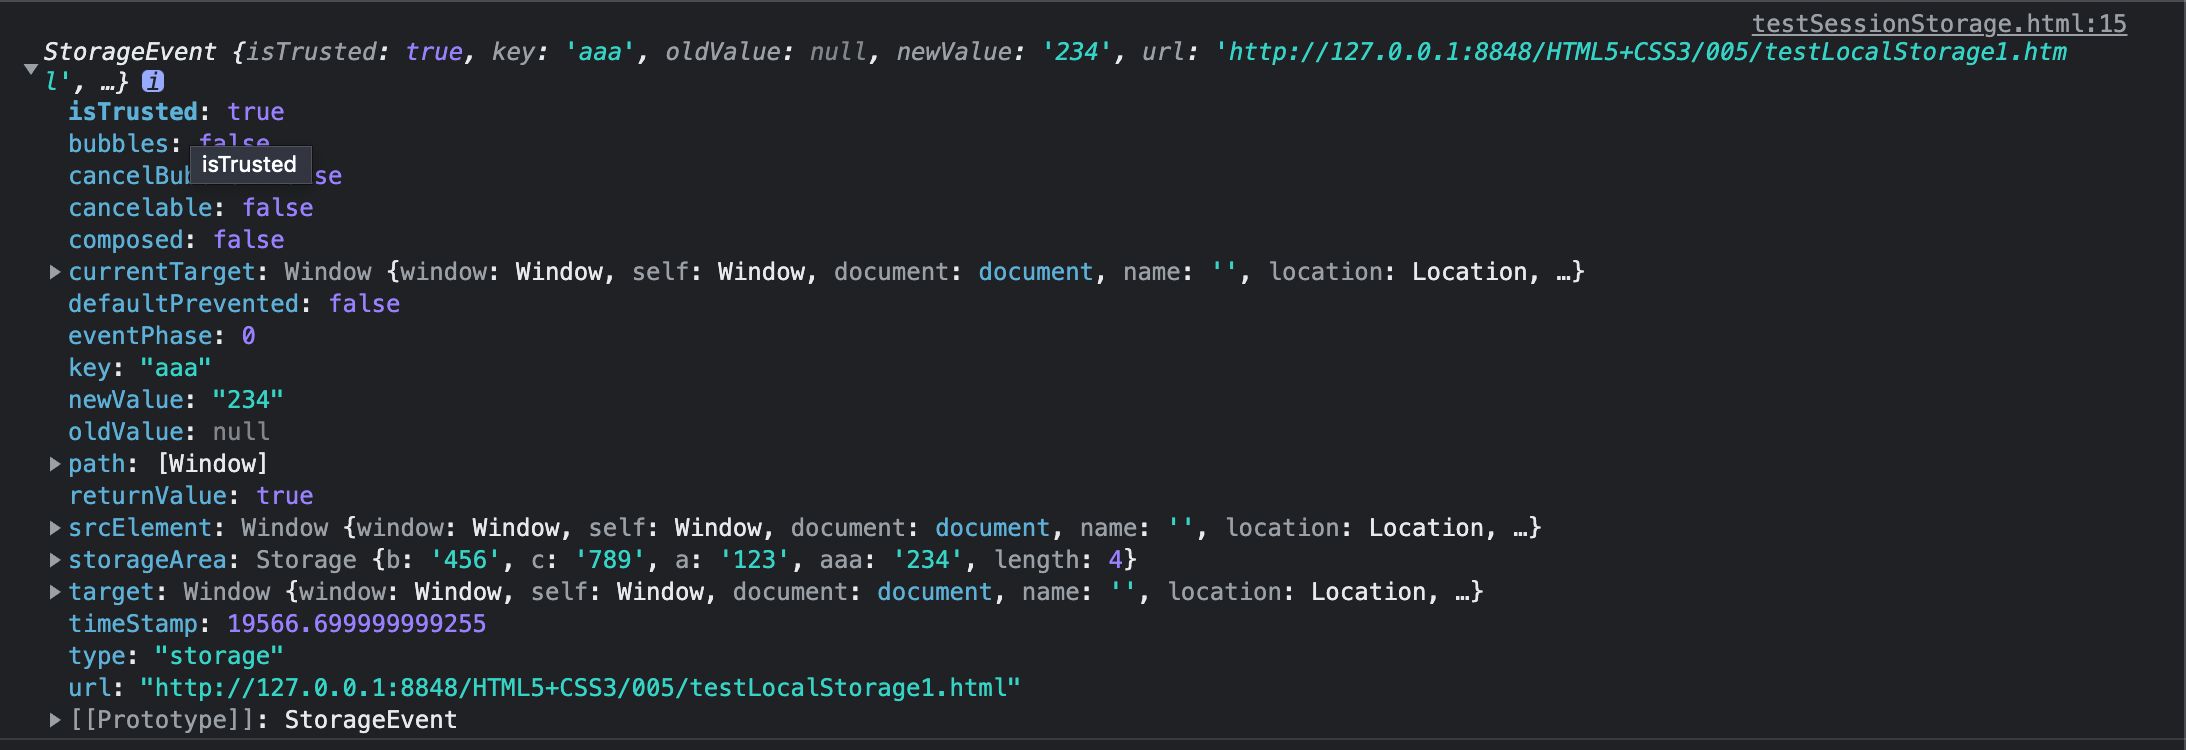 testSessionStorage.html:15
StorageEvent {isTrusted: true, key: 'aaa', oldValue: null, newValue: '234', url: 'http://127.0.0.1:8848/HTML5+CSS3/005/testLocalStorage1.htm
l', …} i
isTrusted: true
bubbles: false
isTrusted
cancelable: false
composed: false
currentTarget: Window {window: Window, self: Window, document: document, name: '', location: Location, …}
defaultPrevented: false
eventPhase: 0
key: "aaa"
newValue: "234"
oldValue: null
path: [Window]
returnValue: true
srcElement: Window {window: Window, self: Window, document: document, name: '', location: Location, …}
storageArea: Storage {b: '456', c: '789', a: '123', aaa: '234', length: 4}
target: Window {window: Window, self: Window, document: document, name: '', location: Location, …}
timeStamp: 19566.699999999255
type: "storage"
url: "http://127.0.0.1:8848/HTML5+CSS3/005/testLocalStorage1.html"
[[Prototype]]: StorageEvent